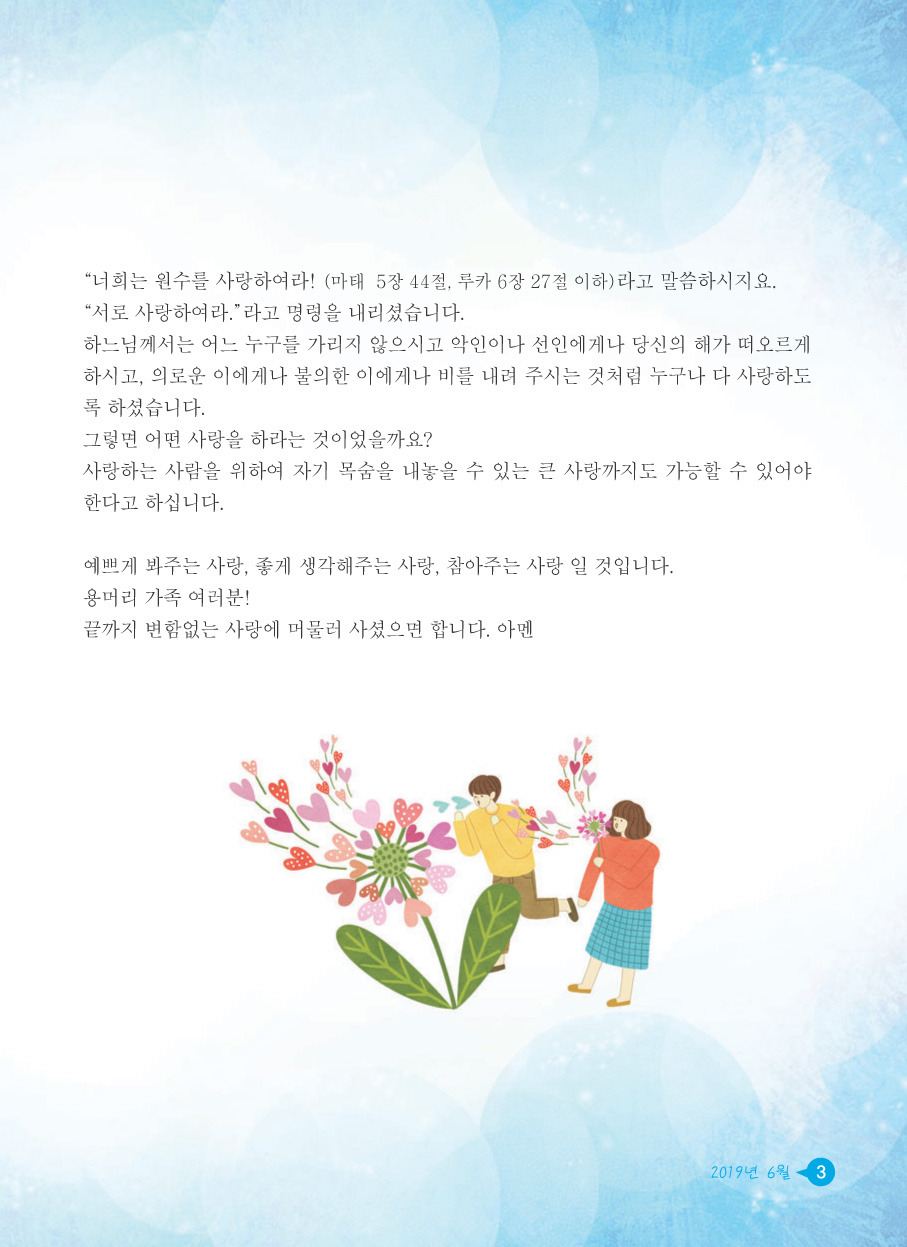 “너희는 원수를 사랑하여라! (마태 5장 44절, 루카 6장 27절 이하)라고 말씀하시지요.
“서로 사랑하여라.”라고 명령을 내리셨습니다.
하느님께서는 어느 누구를 가리지 않으시고 악인이나 선인에게나 당신의 해가 떠오르게
하시고, 의로운 이에게나 불의한 이에게나 비를 내려 주시는 것처럼 누구나 다 사랑하도
록 하셨습니다.
그렇면 어떤 사랑을 하라는 것이었을까요?
사랑하는 사람을 위하여 자기 목숨을 내놓을 수 있는 큰 사랑까지도 가능할 수 있어야
한다고 하십니다.
예쁘게 봐주는 사랑, 좋게 생각해주는 사랑, 참아주는 사랑 일 것입니다.
용머리 가족 여러분!
끝까지 변함없는 사랑에 머물러 사셨으면 합니다. 아멘
2019년 6월 3